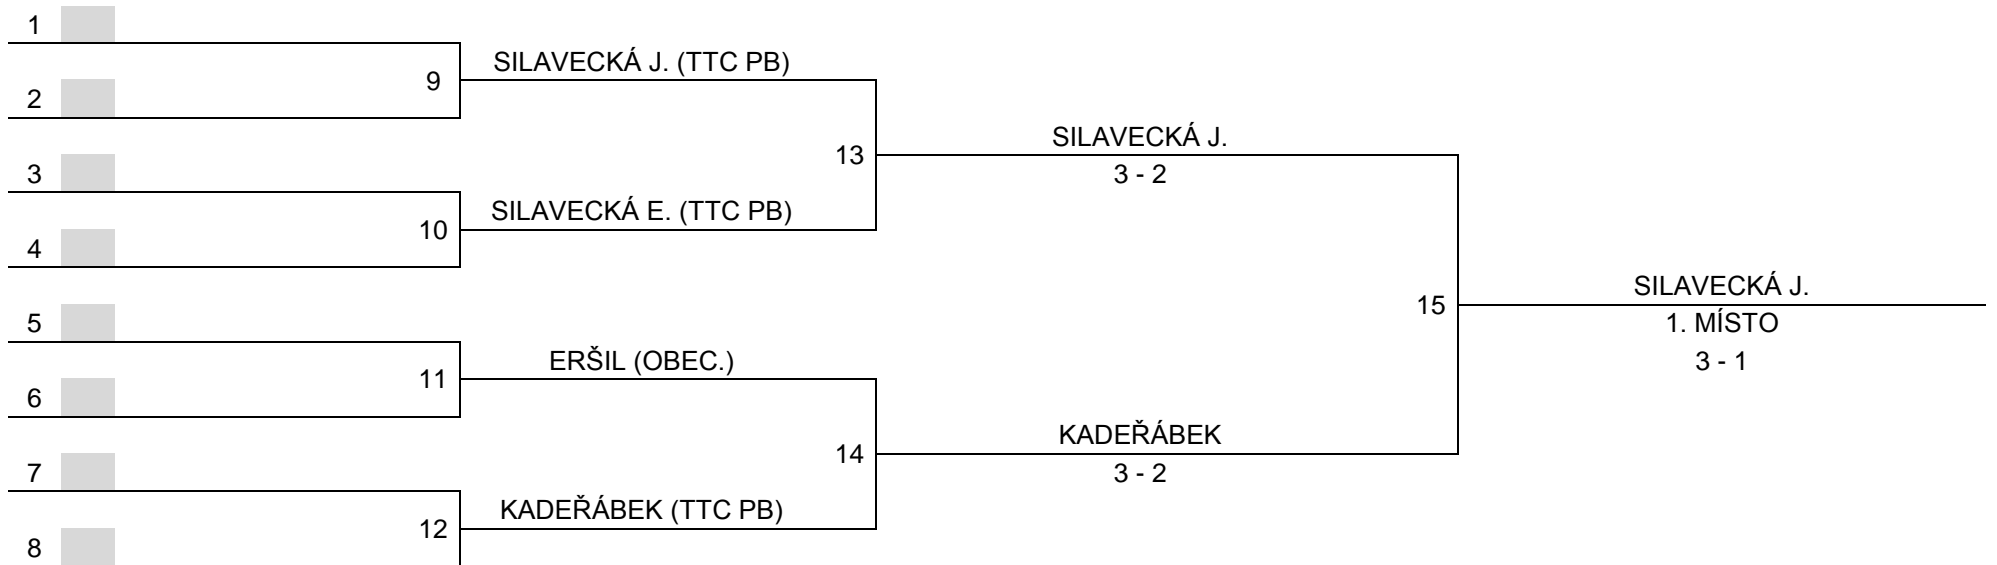 1
SILAVECKÁ J. (TTC PB)
9
2
SILAVECKÁ J.
13
3
3 - 2
SILAVECKÁ E. (TTC PB)
10
4
SILAVECKÁ J.
15
5
1. MÍSTO
ERŠIL (OBEC.)
3 - 1
11
6
KADEŘÁBEK
14
7
3 - 2
KADEŘÁBEK (TTC PB)
12
8